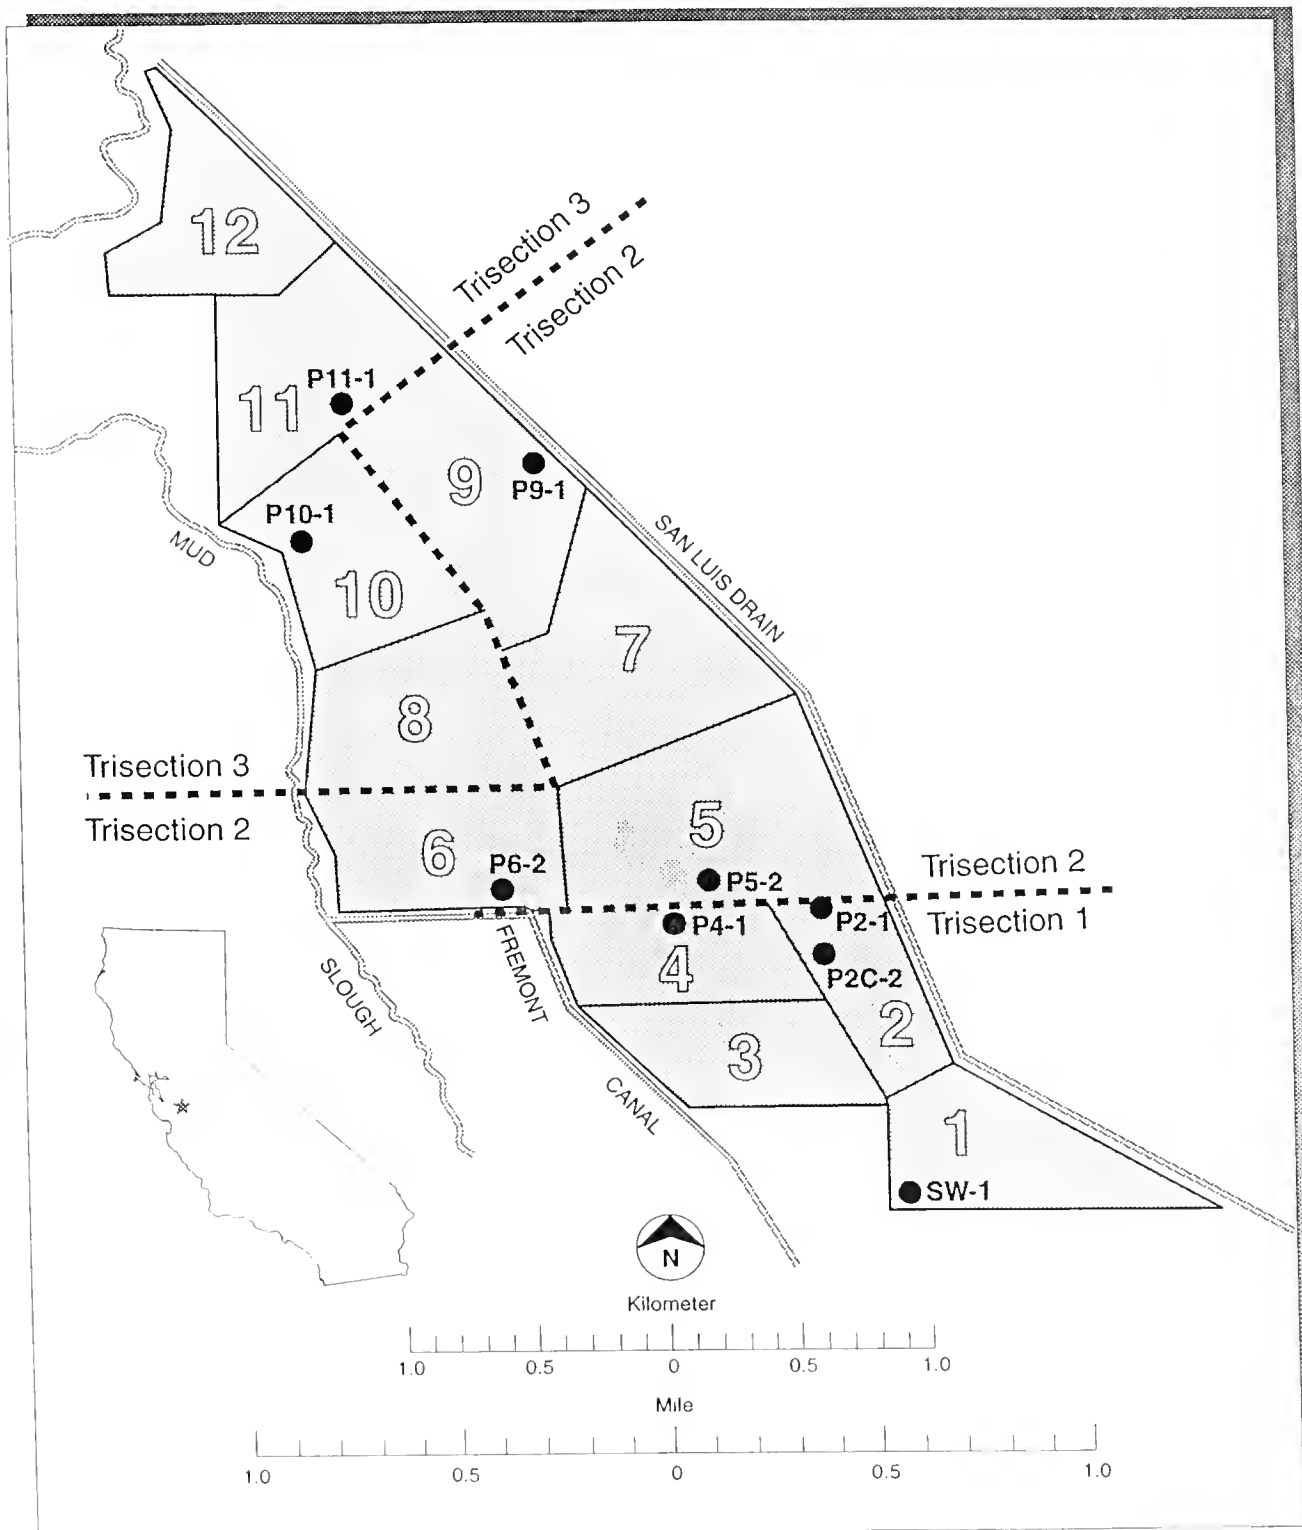 12
Trisection 3
Trisection 2
P11-1
11
9
P9-1
P10-1
MUD
10
SAN LUIS DRAIN
7
8
Trisection 3
Trisection 2
5
6
P6-2
P5-2
Trisection 2
P2-1
Trisection 1
P4-1
FREMONT
4
P2C-2
SLOUGH
2
3
CANAL
1
SW-1
N
Kilometer
1.0 0.5 0 0.5 1.0
Mile
1.0 0.5 0 0.5 1.0